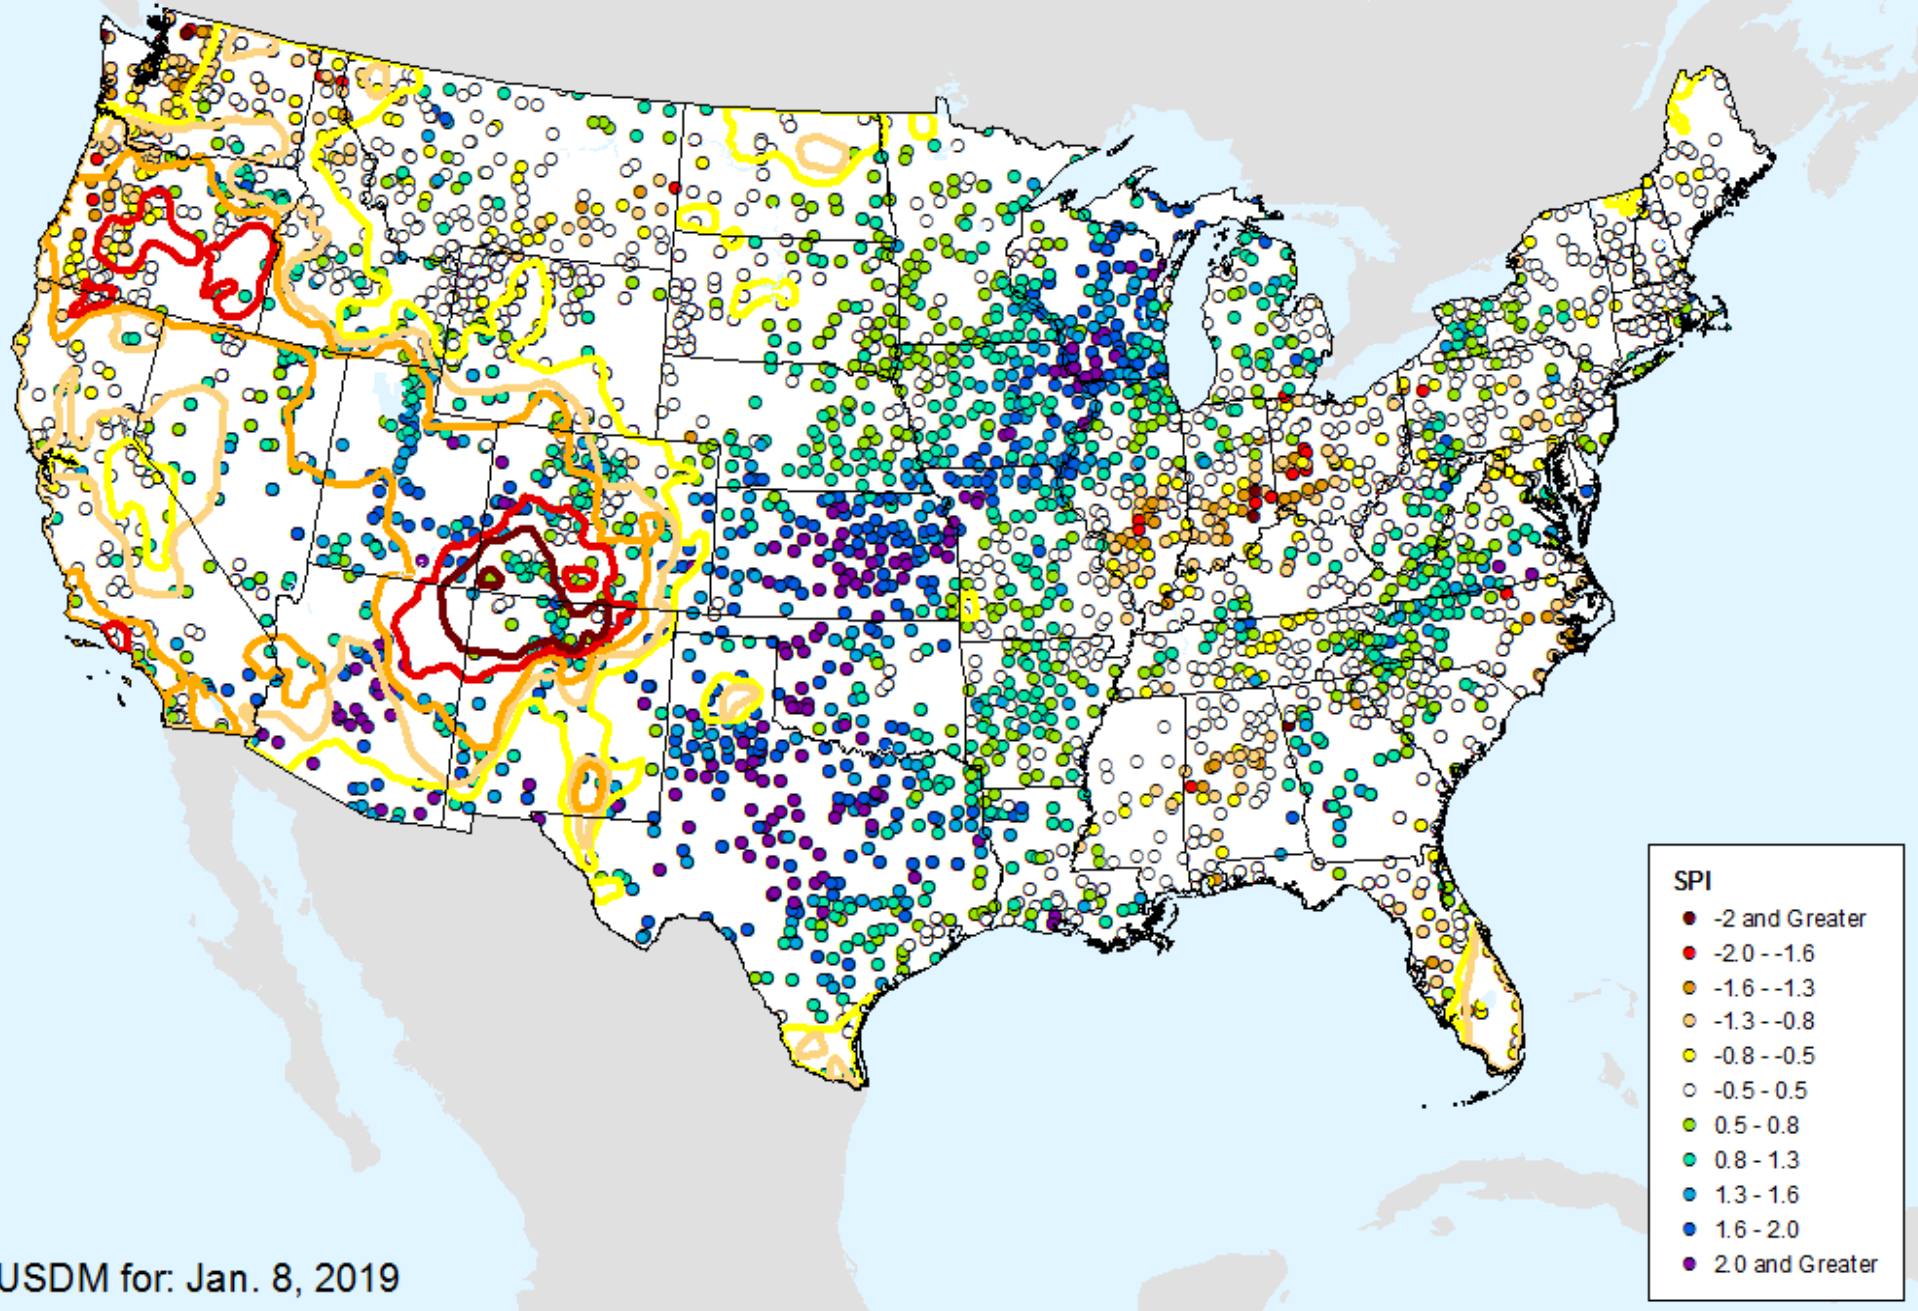 SPI
-2 and Greater
-2.0 - -1.6
-1.6 - -1.3
-1.3 - -0.8
-0.8 - -0.5
-0.5 - 0.5
0.5 - 0.8
0.8 - 1.3
1.3 - 1.6
1.6 - 2.0
2.0 and Greater
USDM for: Jan. 8, 2019